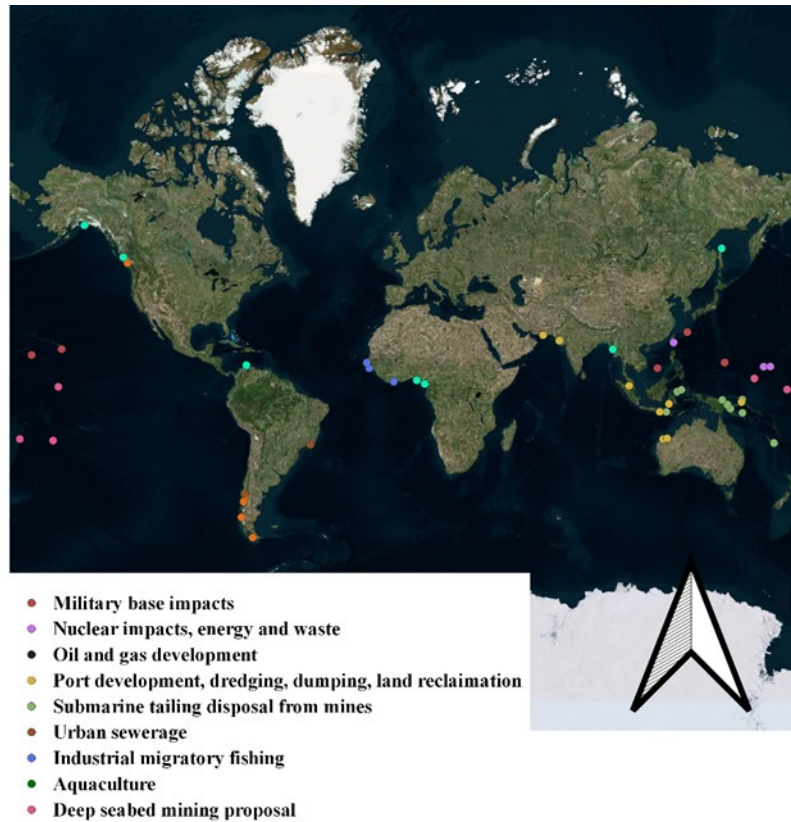 Military base impacts
Nuclear impacts, energy and waste
Oil and gas development
Port development, dredging, dumping, land reclaimation
Submarine tailing disposal from mines
Urban sewerage
Industrial migratory fishing
Aquaculture
Deep seabed mining proposal